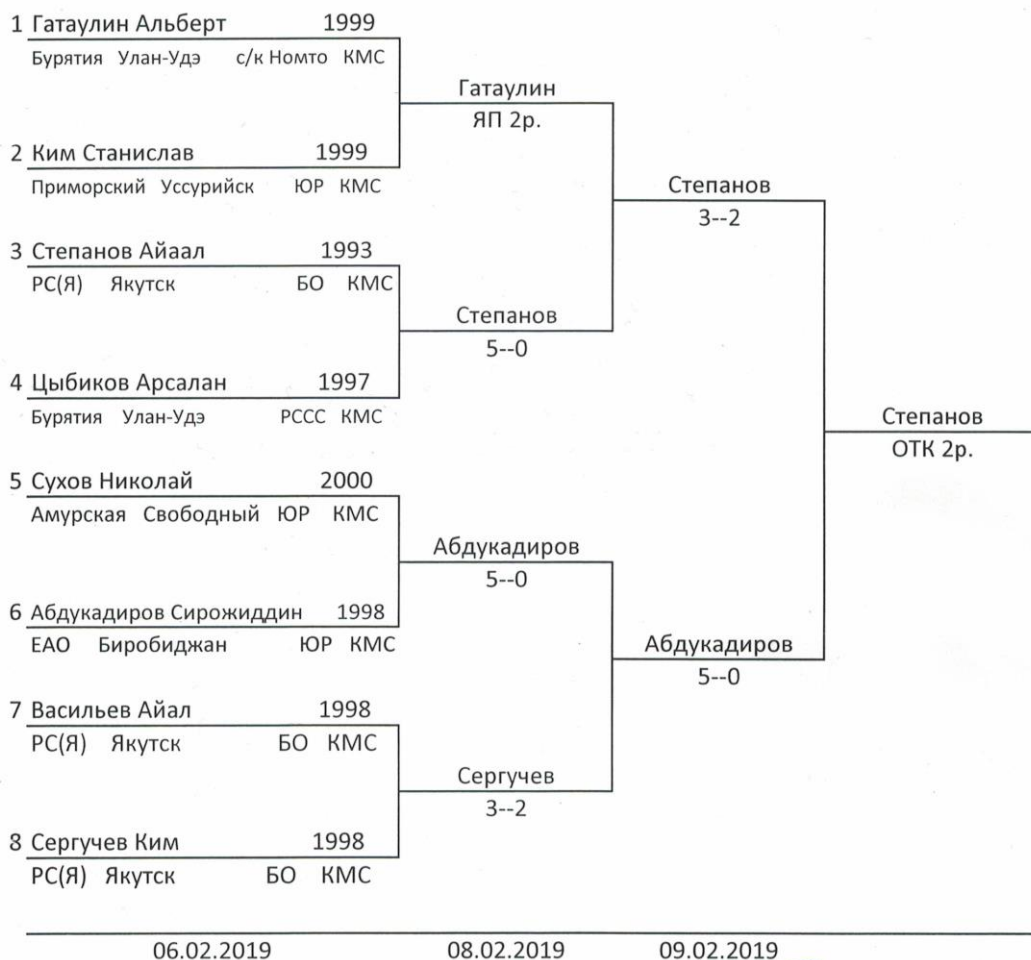 1 Гатаулин Альберт 1999
Бурятия Улан-Удэ с/к Номто КМС
Гатаулин
ЯП 2р.
2 Ким Станислав 1999
Приморский Уссурийск ЮР КМС
Степанов
3--2
3 Степанов Айаал 1993
РС(Я) Якутск БО КМС
Степанов
5--0
4 Цыбиков Арсалан 1997
Бурятия Улан-Удэ РССС КМС
Степанов
ОТК 2р.
5 Сухов Николай 2000
Амурская Свободный ЮР КМС
Абдукадиров
5--0
6 Абдукадиров Сирожиддин 1998
ЕАО Биробиджан ЮР КМС
Абдукадиров
5--0
7 Васильев Айал 1998
РС(Я) Якутск БО КМС
Сергучев
3--2
8 Сергучев Ким 1998
РС(Я) Якутск БО КМС
06.02.2019 08.02.2019 09.02.2019